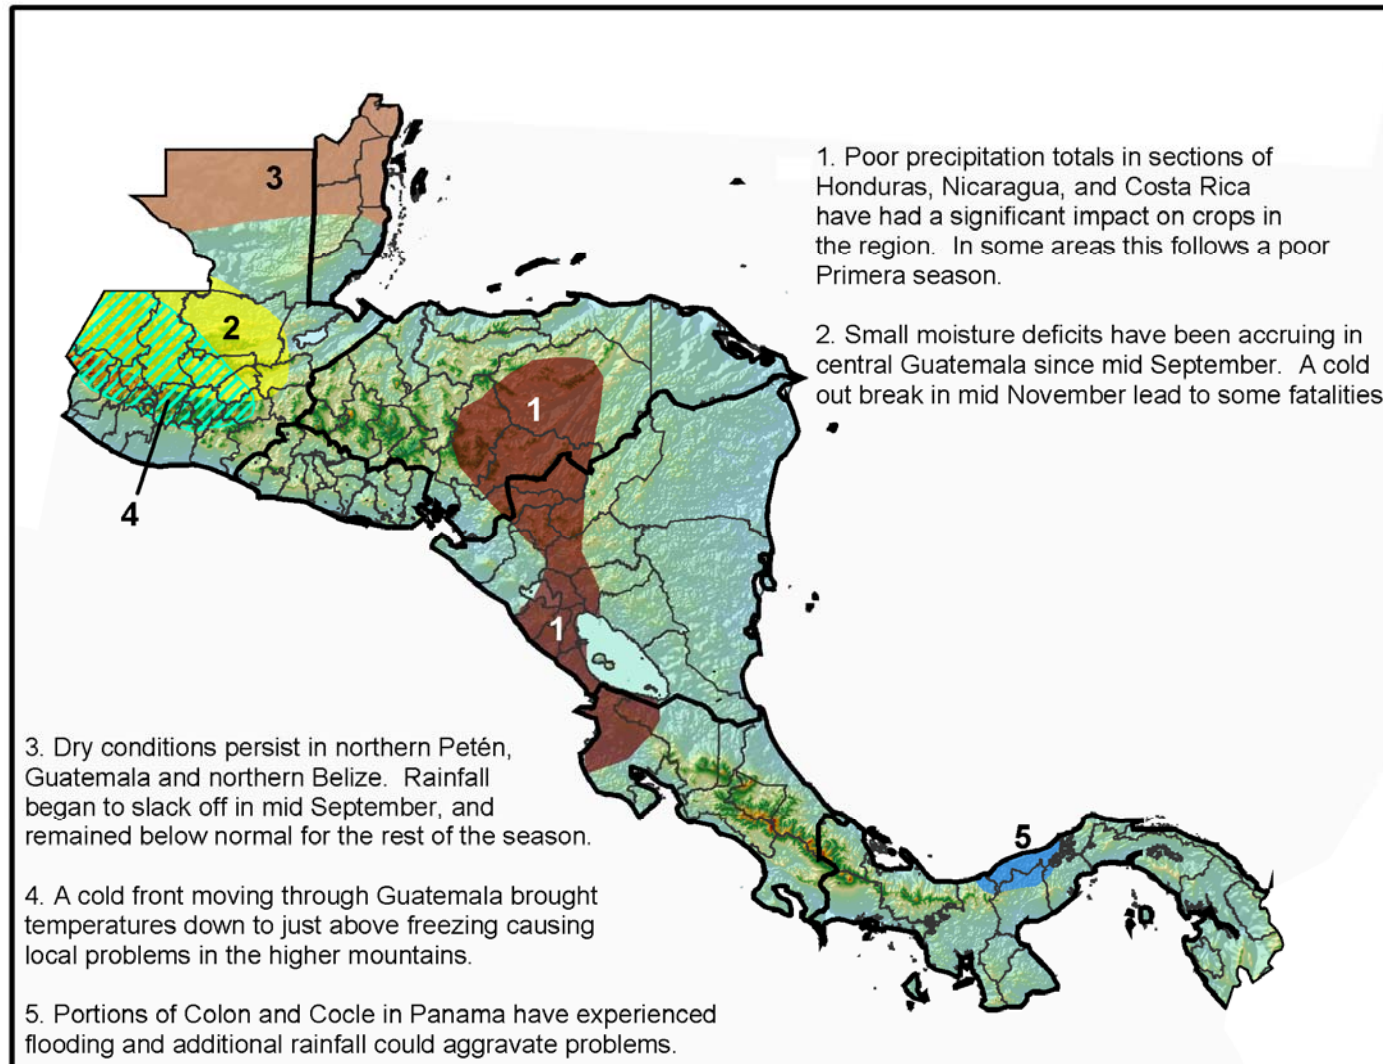 1. Poor precipitation totals in sections of
Honduras, Nicaragua, and Costa Rica
have had a significant impact on crops in
the region.  In some areas this follows a poor
Primera season.
2. Small moisture deficits have been accruing in
central Guatemala since mid September.  A cold
out break in mid November lead to some fatalities
3
2
1
4
1
3. Dry conditions persist in northern Petén,
Guatemala and northern Belize.  Rainfall
began to slack off in mid September, and
remained below normal for the rest of the season.
5
4. A cold front moving through Guatemala brought
temperatures down to just above freezing causing
local problems in the higher mountains.
5. Portions of Colon and Cocle in Panama have experienced
flooding and additional rainfall could aggravate problems.